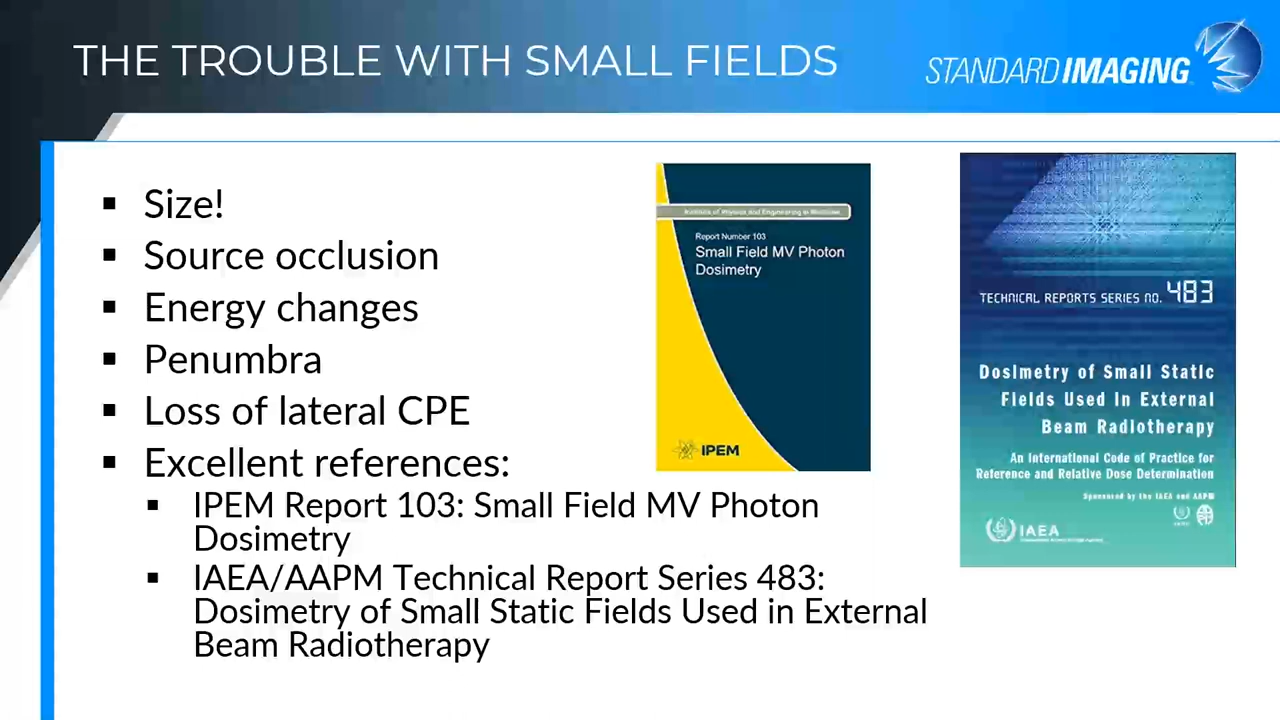 THE TROUBLE WITH SMALL FIELDS
STANDARD IMAGING
Size!
Source occlusion
Energy changes
Penumbra
Loss of lateral CPE
Excellent references:
IPEM Report 103: Small Field MV Photon
Dosimetry
IAEA/AAPM Technical Report Series 483:
Dosimetry of Small Static Fields Used in External
Beam Radiotherapy
Institute of Physics and Engineering in Medicine
Report Number 103
Small Field MV Photon
Dosimetry
IPEM
TECHNICAL REPORTS SERIES no. 483
Dosimetry of Small Static
Fields Used in External
Beam Radiotherapy
An International Code of Practice for
Reference and Relative Dose Determination
Sponsored by the IAEA and AAPM
IAEA